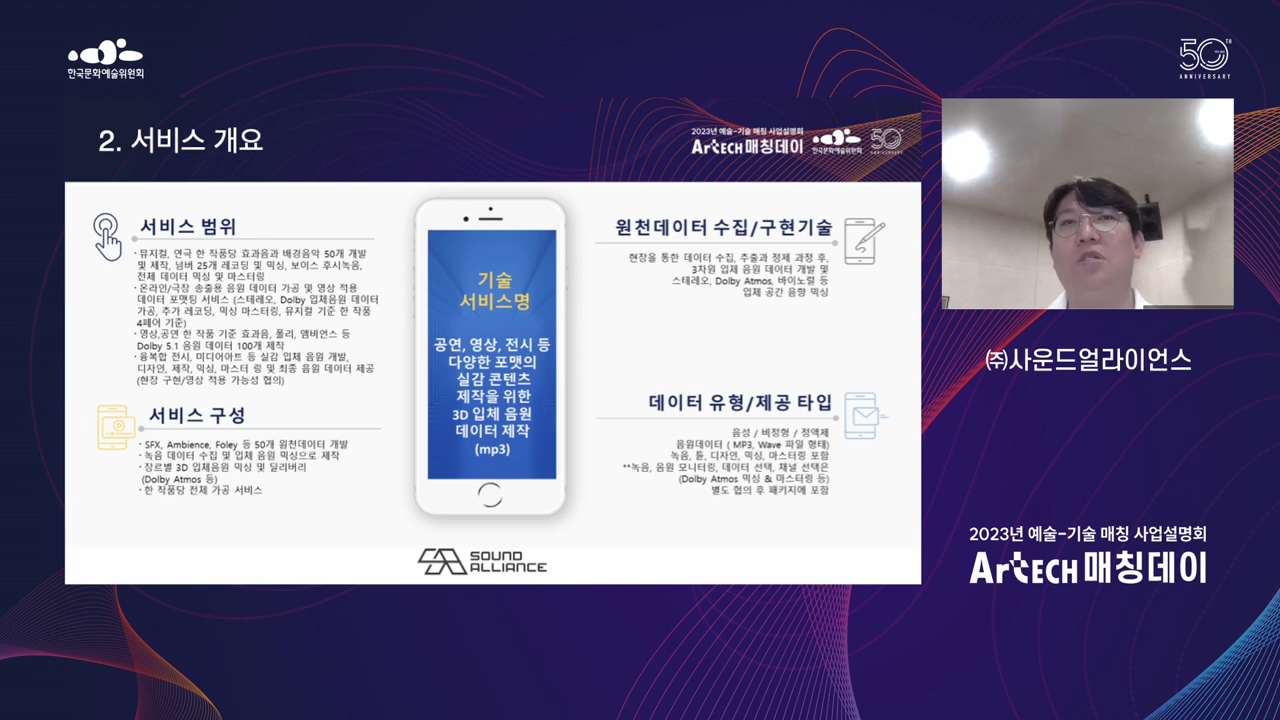 한국문화예술위원회
50TH
ANNIVERSARY
2. 서비스 개요
2023년 예술-기술 매칭 사업설명회
ArtECH 매칭데이
한국문화예술위원회
50
서비스 범위
· 뮤지컬, 연극 한 작품당 효과음과 배경음악 50개 개발
및 제작, 넘버 25개 레코딩 및 믹싱, 보이스 후시녹음,
전체 데이터 믹싱 및 마스터링
· 온라인/극장 송출용 음원 데이터 가공 및 영상 적용
데이터 포맷팅 서비스 (스테레오, Dolby 입체음원 데이터
가공, 추가 레코딩, 믹싱 마스터링, 뮤지컬 기준 한 작품
4페어 기준)
· 영상,공연 한 작품 기준 효과음, 폴리, 앰비언스 등
Dolby 5.1 음원 데이터 100개 제작
· 융복합 전시, 미디어아트 등 실감 입체 음원 개발,
디자인, 제작, 믹싱, 마스터 링 및 최종 음원 데이터 제공
(현장 구현/영상 적용 가능성 협의)
서비스 구성
· SFX, Ambience, Foley 등 50개 원천데이터 개발
· 녹음 데이터 수집 및 입체 음원 믹싱으로 제작
· 장르별 3D 입체음원 믹싱 및 딜리버리
(Dolby Atmos 등)
· 한 작품당 전체 가공 서비스
기술
서비스명
공연, 영상, 전시 등
다양한 포맷의
실감 콘텐츠
제작을 위한
3D 입체 음원
데이터 제작
(mp3)
원천데이터 수집/구현기술
현장을 통한 데이터 수집, 추출과 정제 과정 후,
3차원 입체 음원 데이터 개발 및
스테레오, Dolby Atmos, 바이노럴 등
입체 공간 음향 믹싱
데이터 유형/제공 타입
음성 / 비정형 / 정액제
음원데이터 ( MP3, Wave 파일 형태)
녹음, 튠, 디자인, 믹싱, 마스터링 포함
**녹음, 음원 모니터링, 데이터 선택, 채널 선택은
(Dolby Atmos 믹싱 & 마스터링 등)
별도 협의 후 패키지에 포함
SOUND
ALLIANCE
㈜사운드얼라이언스
2023년 예술-기술 매칭 사업설명회
ArtECH 매칭데이